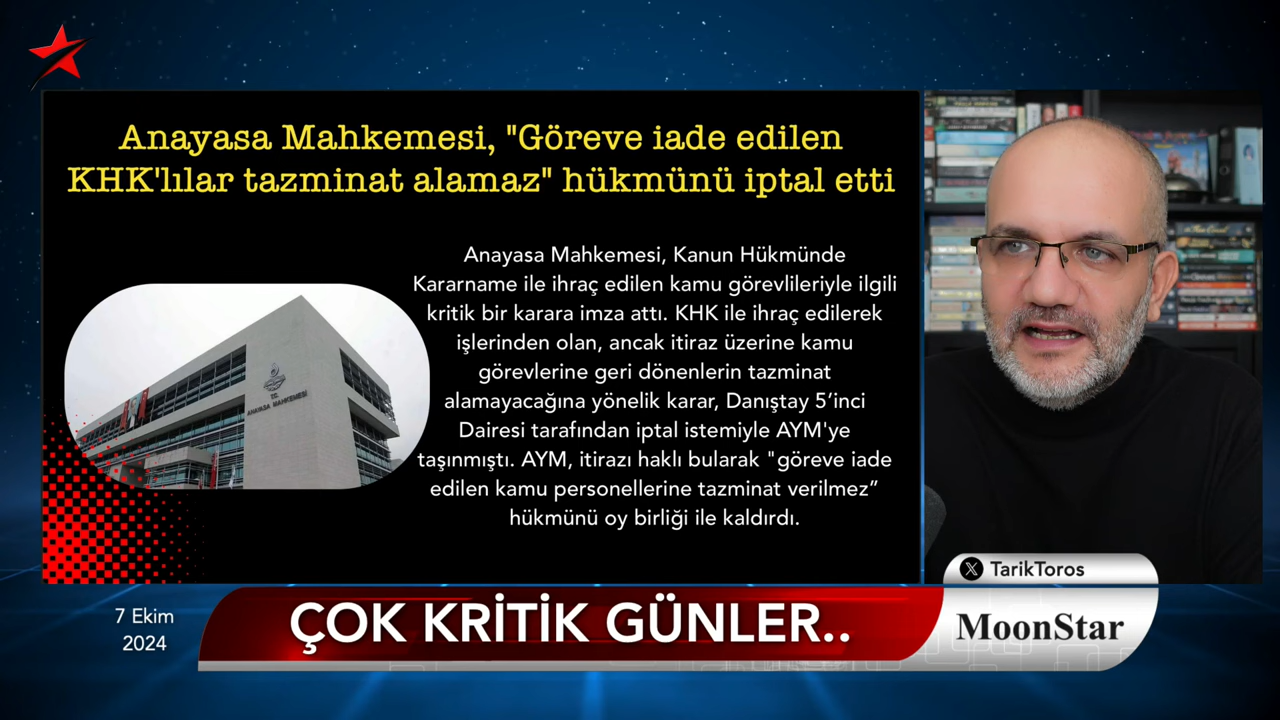 Anayasa Mahkemesi, "Göreve iade edilen
KHK'lılar tazminat alamaz" hükmünü iptal etti
Anayasa Mahkemesi, Kanun Hükmünde
Kararname ile ihraç edilen kamu görevlileriyle ilgili
kritik bir karara imza attı. KHK ile ihraç edilerek
işlerinden olan, ancak itiraz üzerine kamu
görevlerine geri dönenlerin tazminat
alamayacağına yönelik karar, Danıştay 5’inci
Dairesi tarafından iptal istemiyle AYM'ye
taşınmıştı. AYM, itirazı haklı bularak "göreve iade
edilen kamu personellerine tazminat verilmez”
hükmünü oy birliği ile kaldırdı.
T.C.
ANAYASA MAHKEMESİ
X TarikToros
7 Ekim
2024
ÇOK KRİTİK GÜNLER..
MoonStar